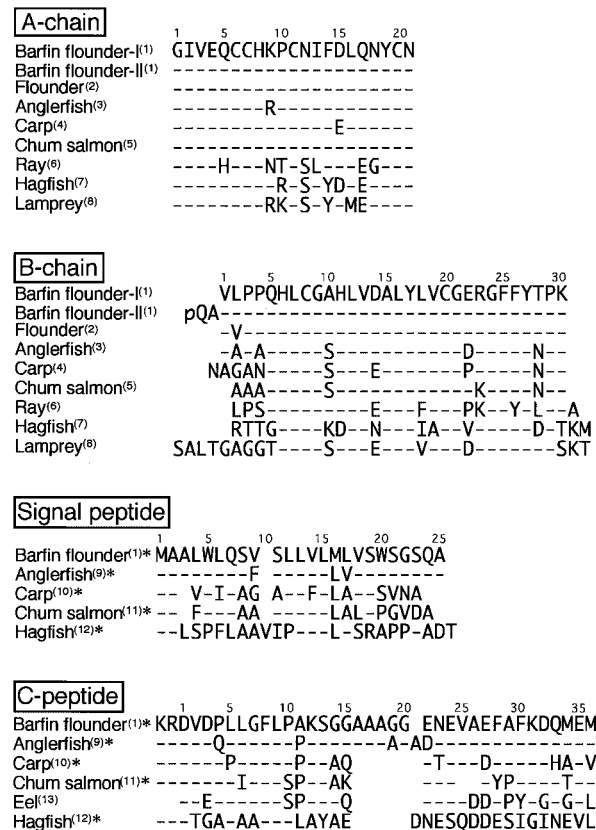 A-chain
1 5 10 15 20
Barfin flounder-I(1) GIVEQCCHKPCNIFDLQNYCN
Barfin flounder-II(1) ---------------------
Flounder(2) ---------------------
Anglerfish(3) --------R------------
Carp(4) --------------E------
Chum salmon(5) ---------------------
Ray(6) ----H---NT-SL---EG---
Hagfish(7) ---------R-S-YD-E----
Lamprey(8) --------RK-S-Y-ME----
B-chain
1 5 10 15 20 25 30
Barfin flounder-I(1) VLPPQHLCGAHLVDALYLVCGERGFFYTPK
Barfin flounder-II(1) pQA------------------------------
Flounder(2) -V----------------------------
Anglerfish(3) -A-A-----S-----------D-----N--
Carp(4) NAGAN-----S---E-------P-----N--
Chum salmon(5) AAA-----S------------K----N--
Ray(6) LPS---------E---F---PK--Y-L--A
Hagfish(7) RTTG----KD--N---IA--V-----D-TKM
Lamprey(8) SALTGAGGT-----S---E---V---D------SKT
Signal peptide
1 5 10 15 20 25
Barfin flounder(1)* MAALWLQSV SLLVLMLVSWSGSQA
Anglerfish(9)* --------F ------LV--------
Carp(10)* ---V-I-AG A--F-LA--SVNA
Chum salmon(11)* ---F---AA -----LAL-PGVDA
Hagfish(12)* --LSPFLAAVIP---L-SRAPP-ADT
C-peptide
1 5 10 15 20 25 30 35
Barfin flounder(1)* KRDVDPLLGFLPAKSGGAAAGG ENEVAEFAFKDQMEM
Anglerfish(9)* -----Q------P-------A-AD--------------
Carp(10)* ------P-----P--AQ -T---D-----HA-V
Chum salmon(11)* -------I---SP--AK --- --YP----T--
Eel(13) --E------SP---Q ----DD-PY-G-G-L
Hagfish(12)* ---TGA-AA---LAYAE DNESQDDESIGINEVL